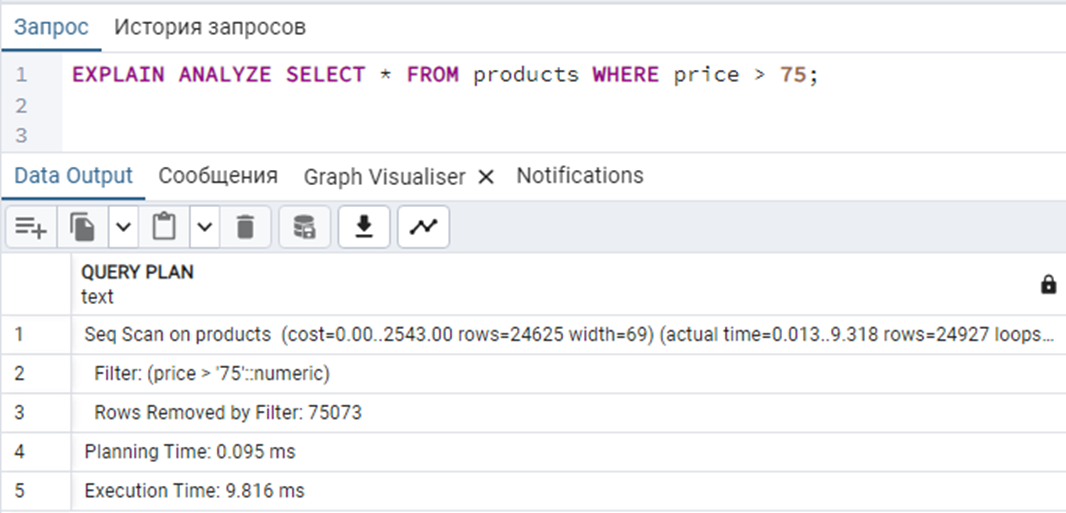 Запрос История запросов
1 EXPLAIN ANALYZE SELECT * FROM products WHERE price > 75;
2
3
Data Output Сообщения Graph Visualiser Notifications
QUERY PLAN
text
1 Seq Scan on products (cost=0.00..2543.00 rows=24625 width=69) (actual time=0.013..9.318 rows=24927 loops...
2 Filter: (price > '75'::numeric)
3 Rows Removed by Filter: 75073
4 Planning Time: 0.095 ms
5 Execution Time: 9.816 ms